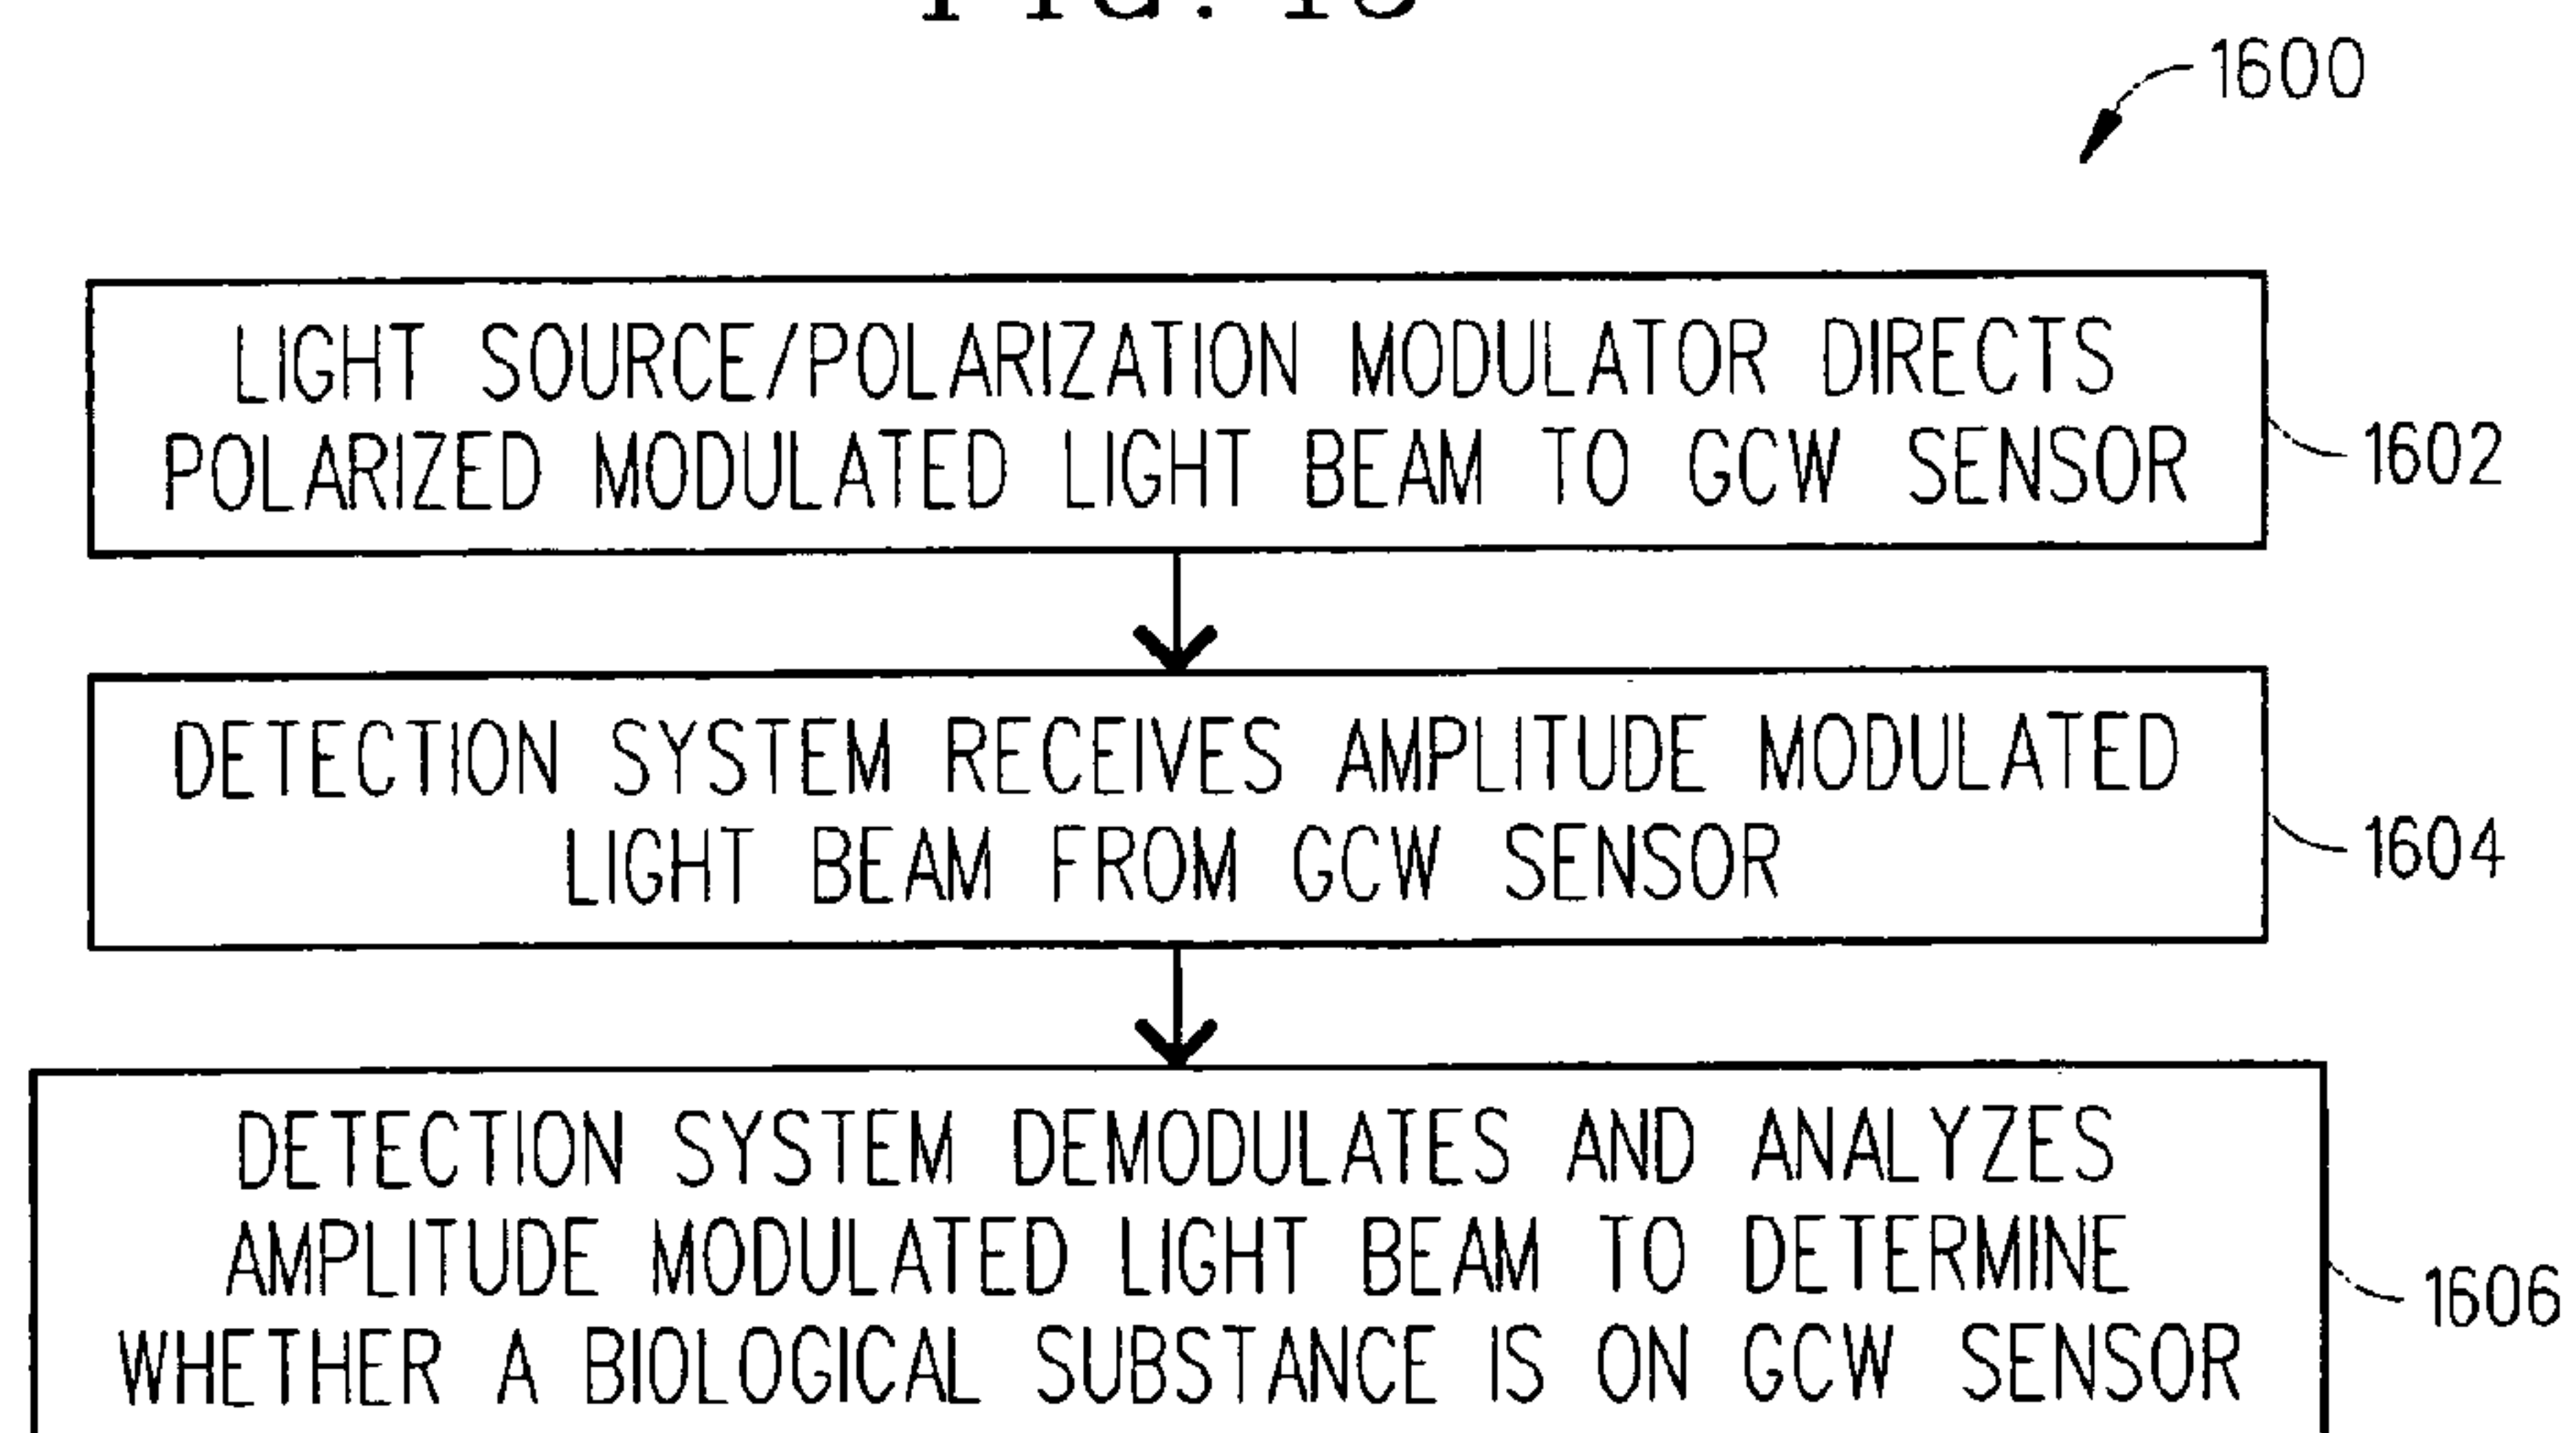 1600
LIGHT SOURCE/POLARIZATION MODULATOR DIRECTS
POLARIZED MODULATED LIGHT BEAM TO GCW SENSOR
1602
DETECTION SYSTEM RECEIVES AMPLITUDE MODULATED
LIGHT BEAM FROM GCW SENSOR
1604
DETECTION SYSTEM DEMODULATES AND ANALYZES
AMPLITUDE MODULATED LIGHT BEAM TO DETERMINE
WHETHER A BIOLOGICAL SUBSTANCE IS ON GCW SENSOR
1606